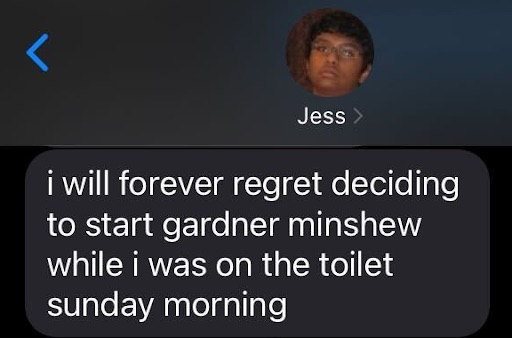 Jess
i will forever regret deciding
to start gardner minshew
while i was on the toilet
sunday morning